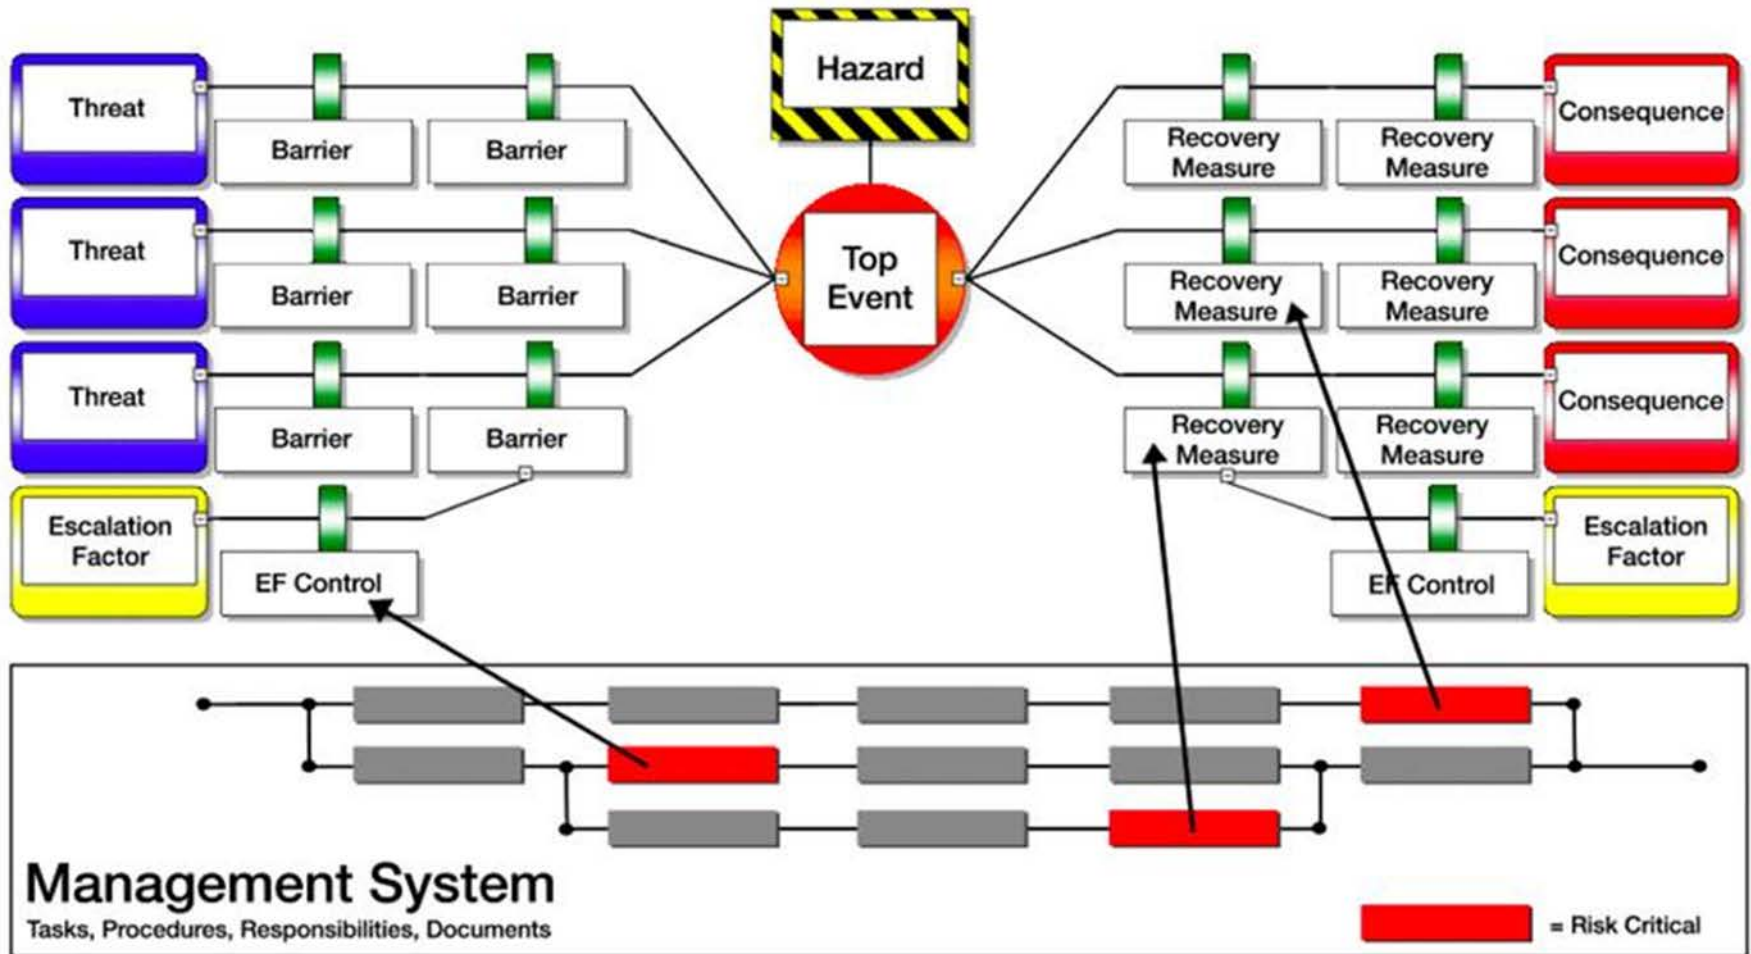 Hazard
Threat
Barrier
Barrier
Recovery
Measure
Recovery
Measure
Consequence
Threat
Barrier
Barrier
Top
Event
Recovery
Measure
Recovery
Measure
Consequence
Threat
Barrier
Barrier
Recovery
Measure
Recovery
Measure
Consequence
Escalation
Factor
EF Control
EF Control
Escalation
Factor
Management System
Tasks, Procedures, Responsibilities, Documents
= Risk Critical